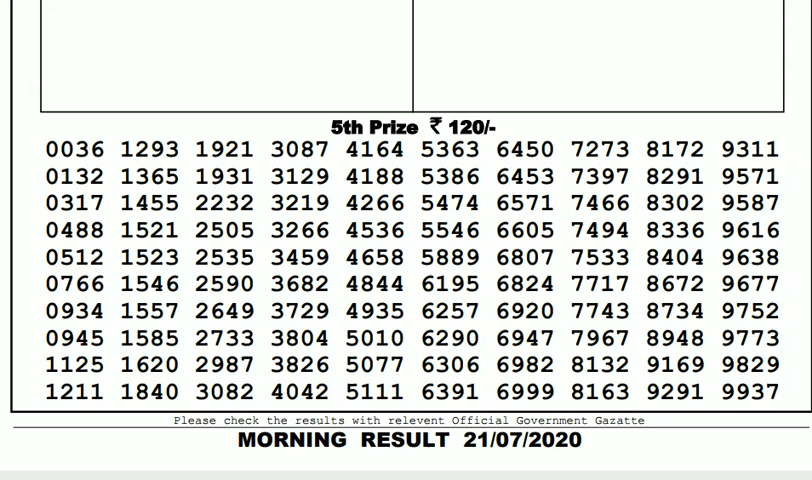 5th Prize ₹ 120/-
0036 1293 1921 3087 4164 5363 6450 7273 8172 9311
0132 1365 1931 3129 4188 5386 6453 7397 8291 9571
0317 1455 2232 3219 4266 5474 6571 7466 8302 9587
0488 1521 2505 3266 4536 5546 6605 7494 8336 9616
0512 1523 2535 3459 4658 5889 6807 7533 8404 9638
0766 1546 2590 3682 4844 6195 6824 7717 8672 9677
0934 1557 2649 3729 4935 6257 6920 7743 8734 9752
0945 1585 2733 3804 5010 6290 6947 7967 8948 9773
1125 1620 2987 3826 5077 6306 6982 8132 9169 9829
1211 1840 3082 4042 5111 6391 6999 8163 9291 9937
Please check the results with relevent Official Government Gazatte
MORNING RESULT 21/07/2020